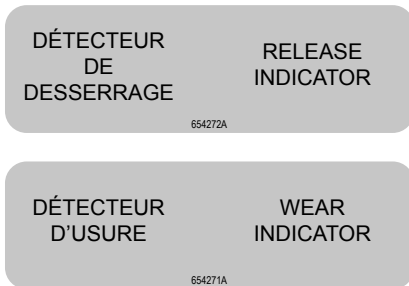 DÉTECTEUR
DE
DESSERRAGE
RELEASE
INDICATOR
654272A
DÉTECTEUR
D'USURE
WEAR
INDICATOR
654271A